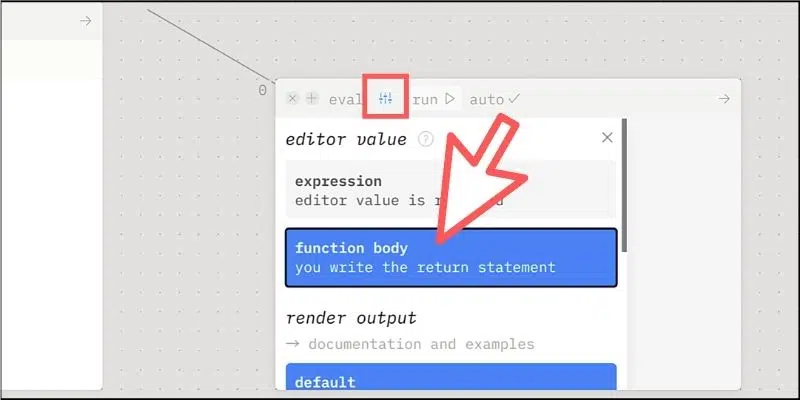 0
eval run auto
editor value ?
expression
editor value is
function body
you write the return statement
render output
→ documentation and examples
default